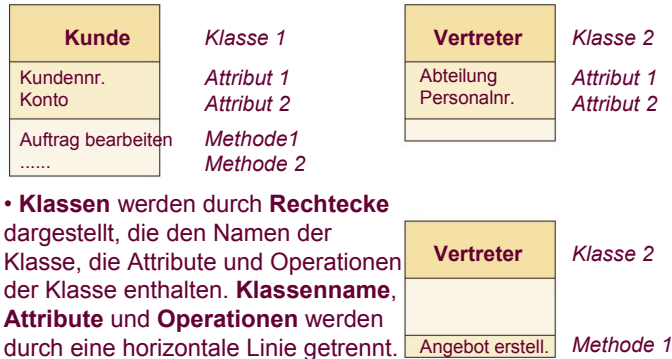 Kunde Klasse 1
Kundennr. Attribut 1
Konto Attribut 2
Auftrag bearbeiten Methode1
...... Methode 2
Vertreter Klasse 2
Abteilung Attribut 1
Personalnr. Attribut 2
• Klassen werden durch Rechtecke
dargestellt, die den Namen der
Klasse, die Attribute und Operationen
der Klasse enthalten. Klassenname,
Attribute und Operationen werden
durch eine horizontale Linie getrennt.
Vertreter Klasse 2
Angebot erstell. Methode 1